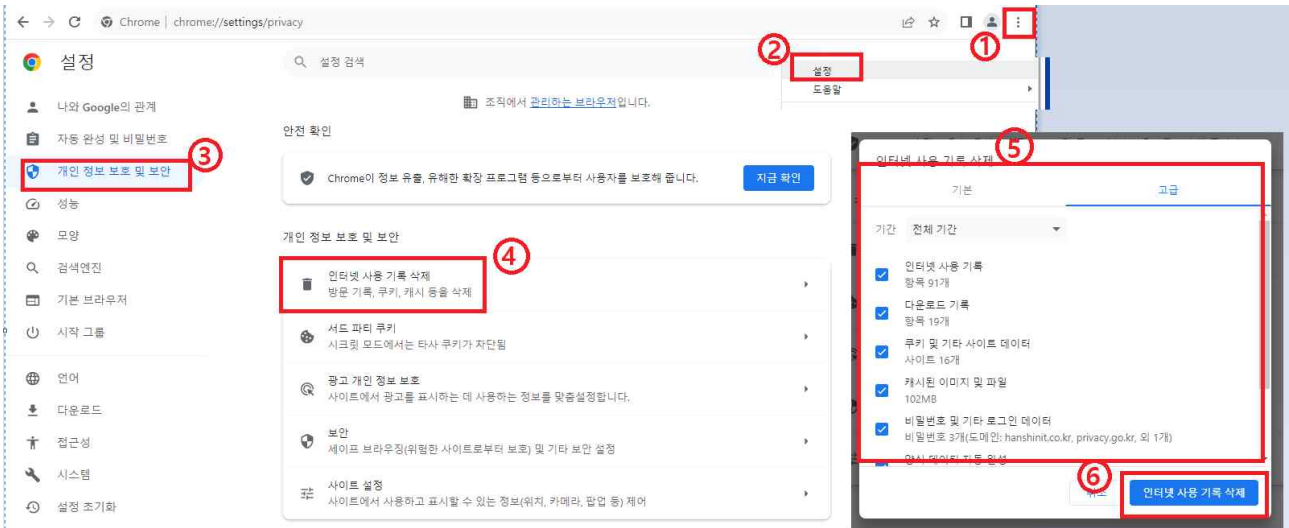 Chrome | chrome://settings/privacy
①
설정
설정 검색
②
설정
도움말
조직에서 관리하는 브라우저입니다.
나와 Google의 관계
자동 완성 및 비밀번호
③
개인 정보 보호 및 보안
성능
모양
검색엔진
기본 브라우저
시작 그룹
언어
다운로드
접근성
시스템
설정 초기화
안전 확인
Chrome이 정보 유출, 유해한 확장 프로그램 등으로부터 사용자를 보호해 줍니다.
지금 확인
개인 정보 보호 및 보안
④
인터넷 사용 기록 삭제
방문 기록, 쿠키, 캐시 등을 삭제
서드 파티 쿠키
시크릿 모드에서는 타사 쿠키가 차단됨
광고 개인 정보 보호
사이트에서 광고를 표시하는 데 사용하는 정보를 맞춤설정합니다.
보안
세이프 브라우징(위험한 사이트로부터 보호) 및 기타 보안 설정
사이트 설정
사이트에서 사용하고 표시할 수 있는 정보(위치, 카메라, 팝업 등) 제어
⑤
인터넷 사용 기록 삭제
기본
고급
기간
전체 기간
인터넷 사용 기록
항목 91개
다운로드 기록
항목 19개
쿠키 및 기타 사이트 데이터
사이트 16개
캐시된 이미지 및 파일
102MB
비밀번호 및 기타 로그인 데이터
비밀번호 3개(도메인: hanshinit.co.kr, privacy.go.kr, 외 1개)
양식 데이터 자동 완성
⑥
취소
인터넷 사용 기록 삭제